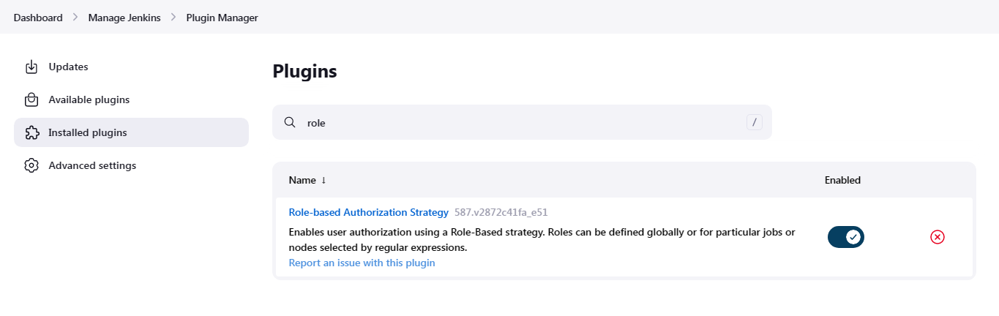 Dashboard > Manage Jenkins > Plugin Manager
Updates
Available plugins
Installed plugins
Advanced settings
Plugins
role /
Name ↓ Enabled
Role-based Authorization Strategy 587.v2872c41fa_e51
Enables user authorization using a Role-Based strategy. Roles can be defined globally or for particular jobs or
nodes selected by regular expressions.
Report an issue with this plugin